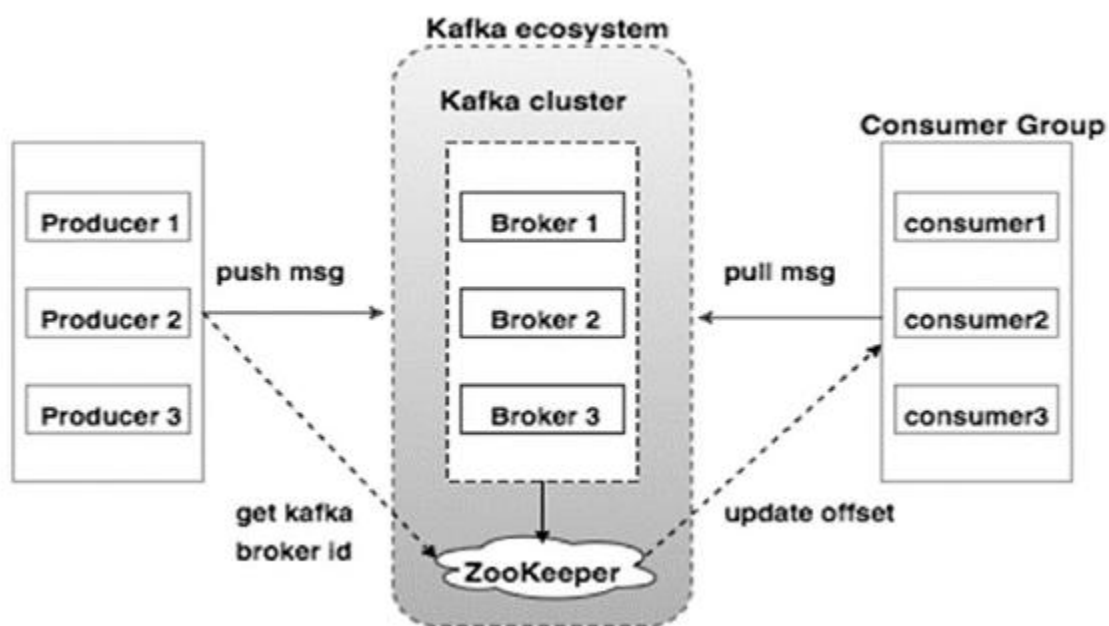 Kafka ecosystem
Kafka cluster
Consumer Group
Producer 1
Broker 1
consumer1
push msg
pull msg
Producer 2
Broker 2
consumer2
Producer 3
Broker 3
consumer3
get kafka
broker id
update offset
ZooKeeper